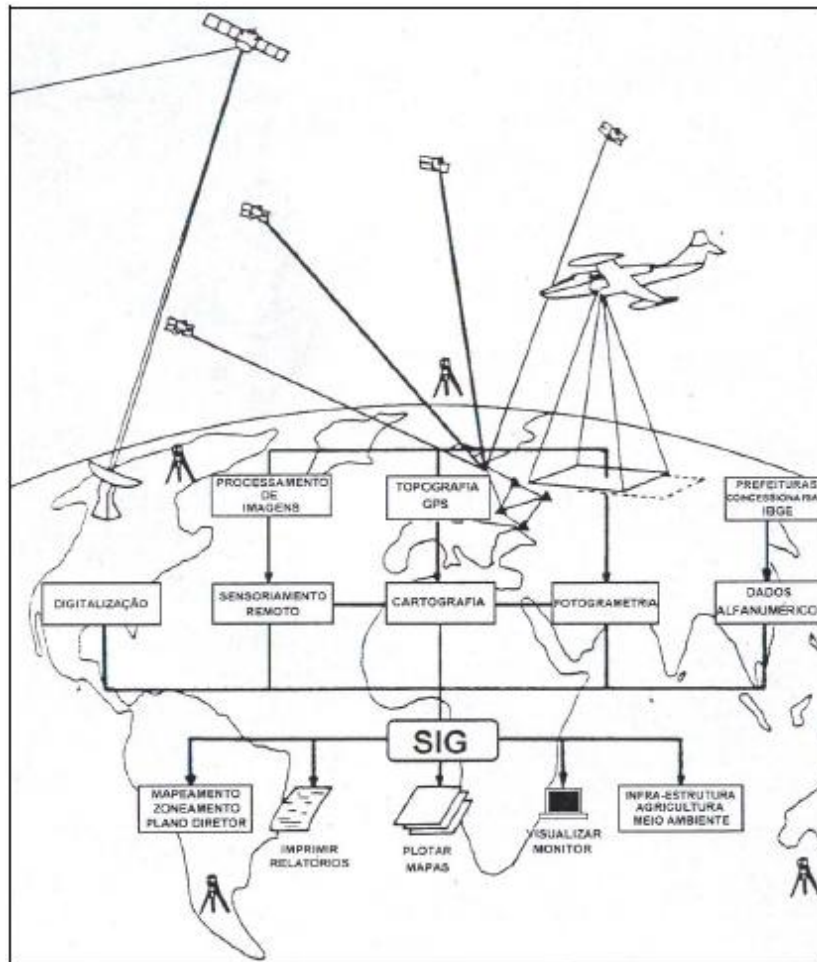 PROCESSAMENTO
DE
IMAGENS
TOPOGRAFIA
GPS
PREFEITURAS
CONCESSIONARIA
IBGE
DIGITALIZAÇÃO
SENSORIAMENTO
REMOTO
CARTOGRAFIA
FOTOGRAMETRIA
DADOS
ALFANUMÉRICO
SIG
MAPEAMENTO
ZONEAMENTO
PLANO DIRETOR
IMPRIMIR
RELATÓRIOS
PLOTAR
MAPAS
VISUALIZAR
MONITOR
INFRA-ESTRUTURA
AGRICULTURA
MEIO AMBIENTE